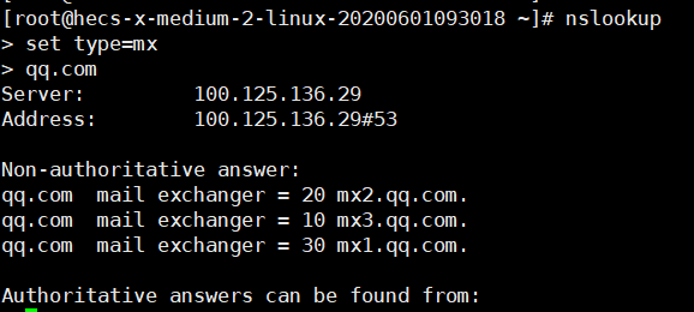 [root@hecs-x-medium-2-linux-20200601093018 ~]# nslookup
> set type=mx
> qq.com
Server:         100.125.136.29
Address:        100.125.136.29#53

Non-authoritative answer:
qq.com  mail exchanger = 20 mx2.qq.com.
qq.com  mail exchanger = 10 mx3.qq.com.
qq.com  mail exchanger = 30 mx1.qq.com.

Authoritative answers can be found from: